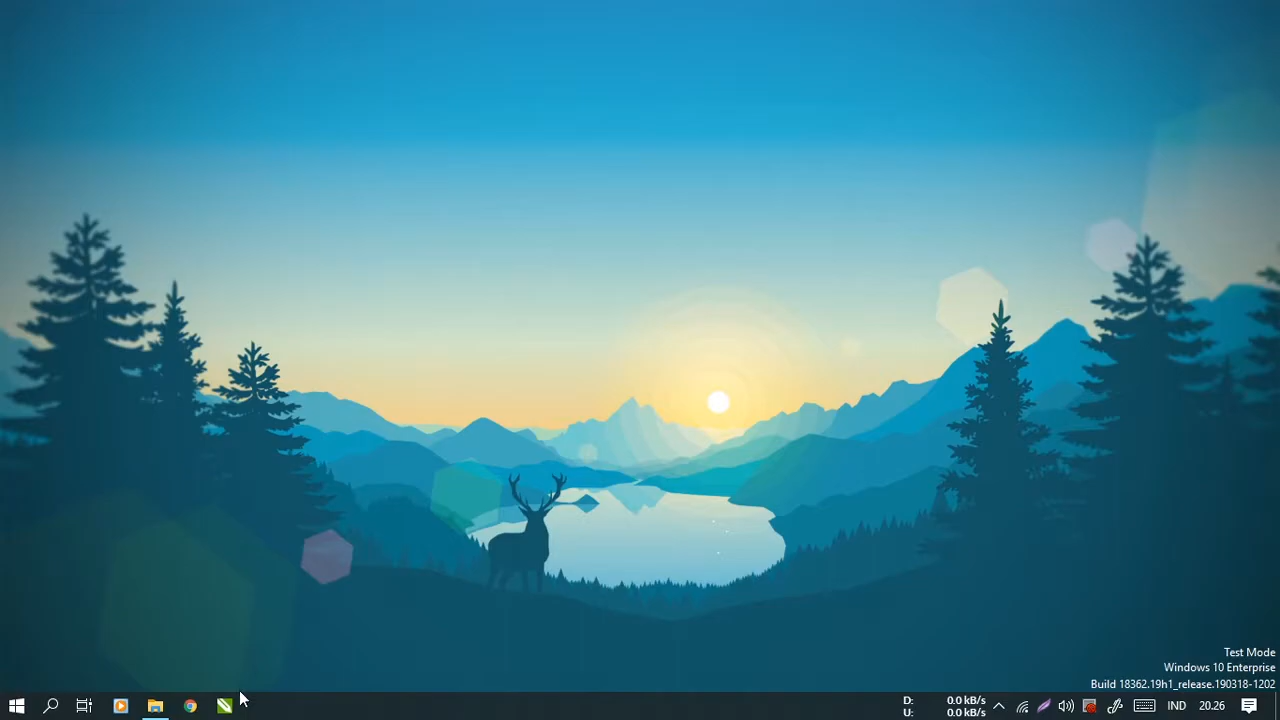 Test Mode
Windows 10 Enterprise
Build 18362.19h1_release.190318-1202
D: 0.0 kB/s
U: 0.0 kB/s
IND
20.26